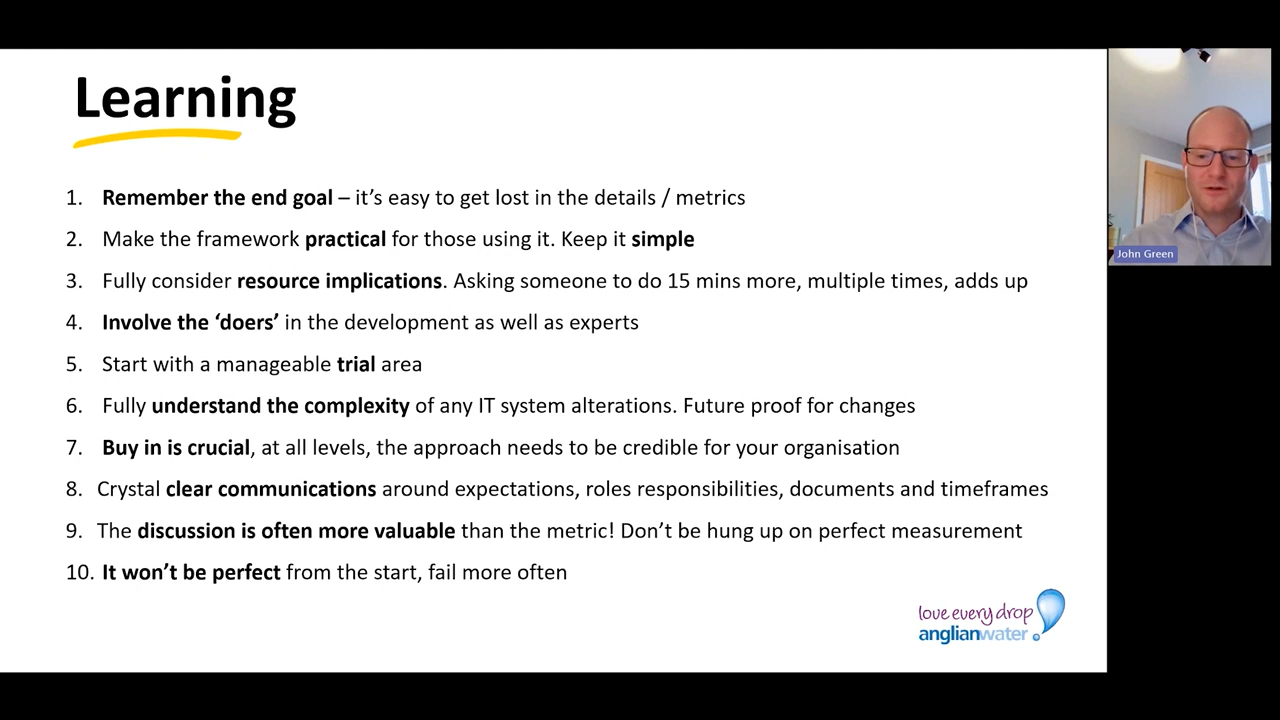 Learning
1. Remember the end goal – it’s easy to get lost in the details / metrics
2. Make the framework practical for those using it. Keep it simple
3. Fully consider resource implications. Asking someone to do 15 mins more, multiple times, adds up
4. Involve the ‘doers’ in the development as well as experts
5. Start with a manageable trial area
6. Fully understand the complexity of any IT system alterations. Future proof for changes
7. Buy in is crucial, at all levels, the approach needs to be credible for your organisation
8. Crystal clear communications around expectations, roles responsibilities, documents and timeframes
9. The discussion is often more valuable than the metric! Don’t be hung up on perfect measurement
10. It won’t be perfect from the start, fail more often
love every drop
anglianwater
John Green